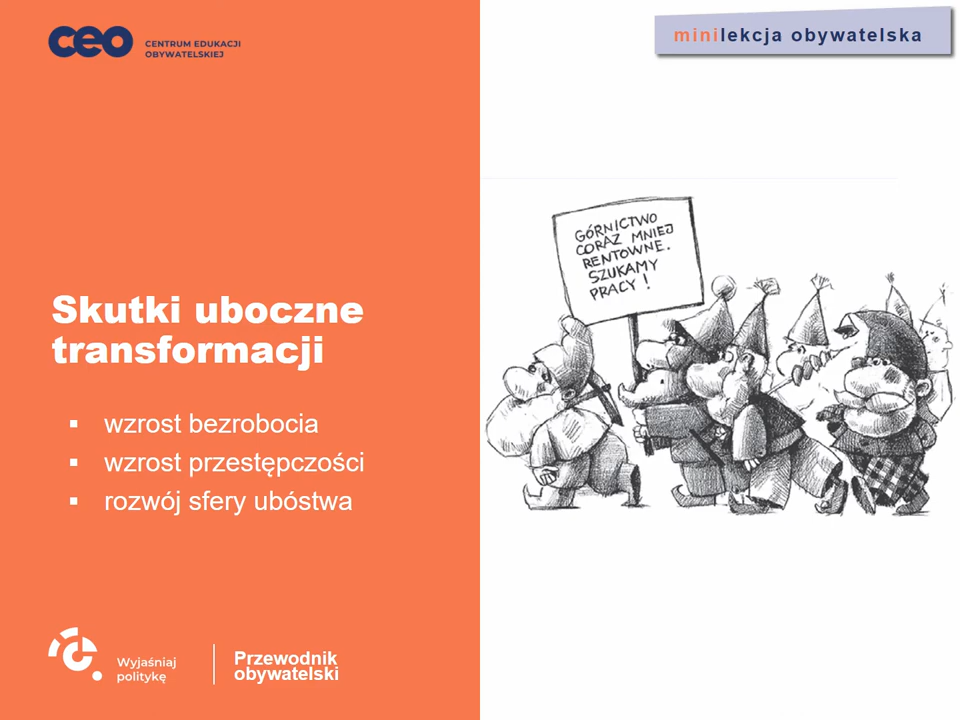 ceo CENTRUM EDUKACJI
OBYWATELSKIEJ
minilekcja obywatelska
Skutki uboczne
transformacji
▪ wzrost bezrobocia
▪ wzrost przestępczości
▪ rozwój sfery ubóstwa
GÓRNICTWO
CORAZ MNIEJ
RENTOWNE.
SZUKAMY
PRACY!
Wyjaśniaj
politykę
Przewodnik
obywatelski